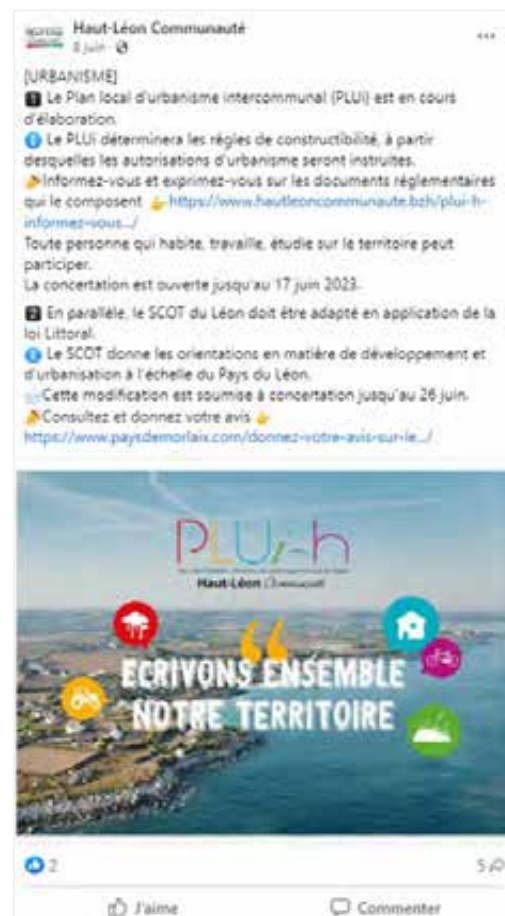 Haut-Léon Communauté
8 juin
[URBANISME]
1 Le Plan local d'urbanisme intercommunal (PLUi) est en cours
d'élaboration.
Le PLUi déterminera les règles de constructibilité, à partir
desquelles les autorisations d'urbanisme seront instruites.
Informez-vous et exprimez-vous sur les documents réglementaires
qui le composent https://www.hautleoncommunaute.bzh/plui-h-
informez-vous.../
Toute personne qui habite, travaille, étudie sur le territoire peut
participer.
La concertation est ouverte jusqu'au 17 juin 2023.
2 En parallèle, le SCOT du Léon doit être adapté en application de la
loi Littoral.
Le SCOT donne les orientations en matière de développement et
d'urbanisation à l'échelle du Pays du Léon.
Cette modification est soumise à concertation jusqu'au 26 juin.
Consultez et donnez votre avis
https://www.paysdemorlaix.com/donnez-votre-avis-sur-le.../
PLUi-h
Haut-Léon Communauté
“
ECRIVONS ENSEMBLE
NOTRE TERRITOIRE
2
5
J'aime
Commenter